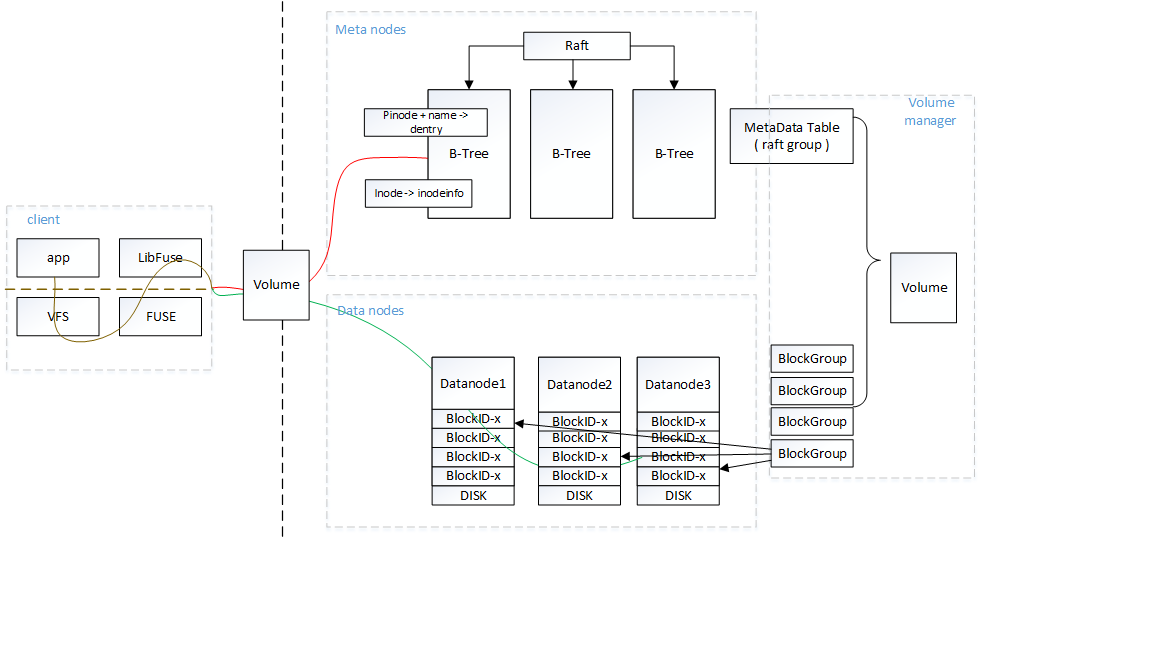 Meta nodes
Raft
Pinode + name ->
dentry
B-Tree
B-Tree
B-Tree
Inode -> inodeinfo
Volume
manager
MetaData Table
( raft group )
client
app
LibFuse
VFS
FUSE
Volume
Volume
Data nodes
Datanode1
BlockID-x
BlockID-x
BlockID-x
BlockID-x
DISK
Datanode2
BlockID-x
BlockID-x
BlockID-x
BlockID-x
DISK
Datanode3
BlockID-x
BlockID-x
BlockID-x
BlockID-x
DISK
BlockGroup
BlockGroup
BlockGroup
BlockGroup